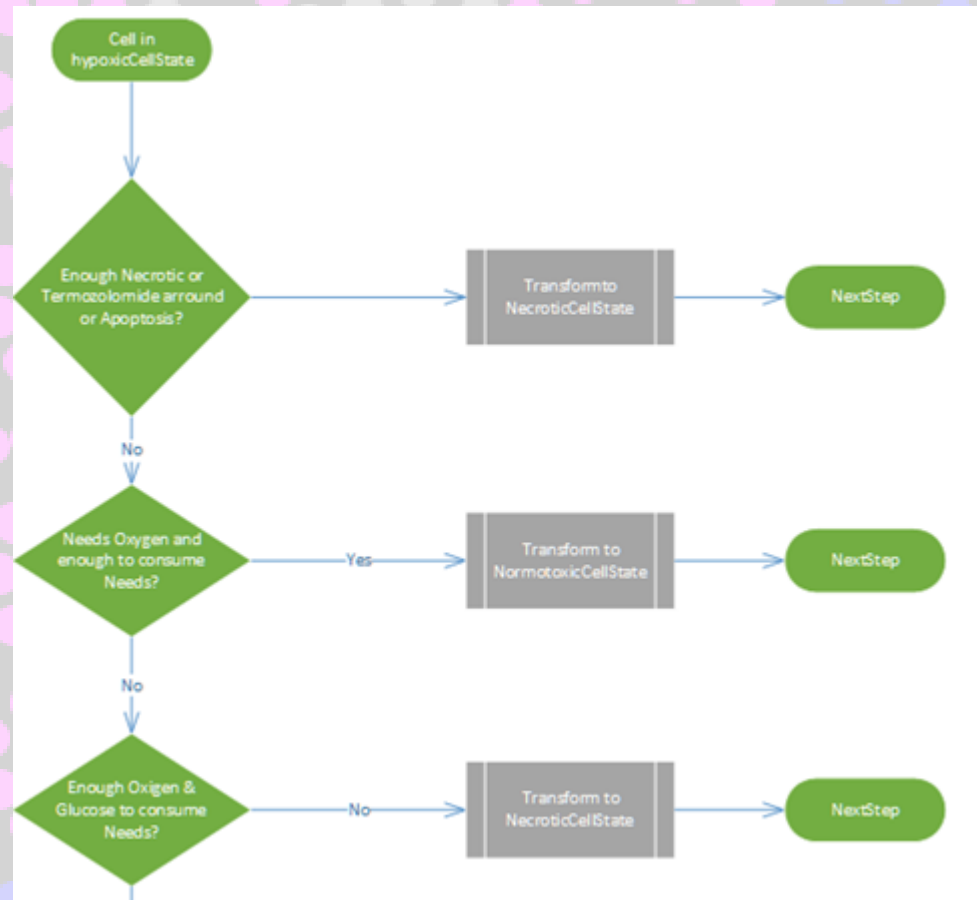 Cell in
hypoxicCellState
Enough Necrotic or
Termozolomide arround
or Apoptosis?
Transformto
NecroticCellState
NextStep
No
Needs Oxygen and
enough to consume
Needs?
Yes
Transform to
NormotoxicCellState
NextStep
No
Enough Oxigen &
Glucose to consume
Needs?
No
Transform to
NecroticCellState
NextStep